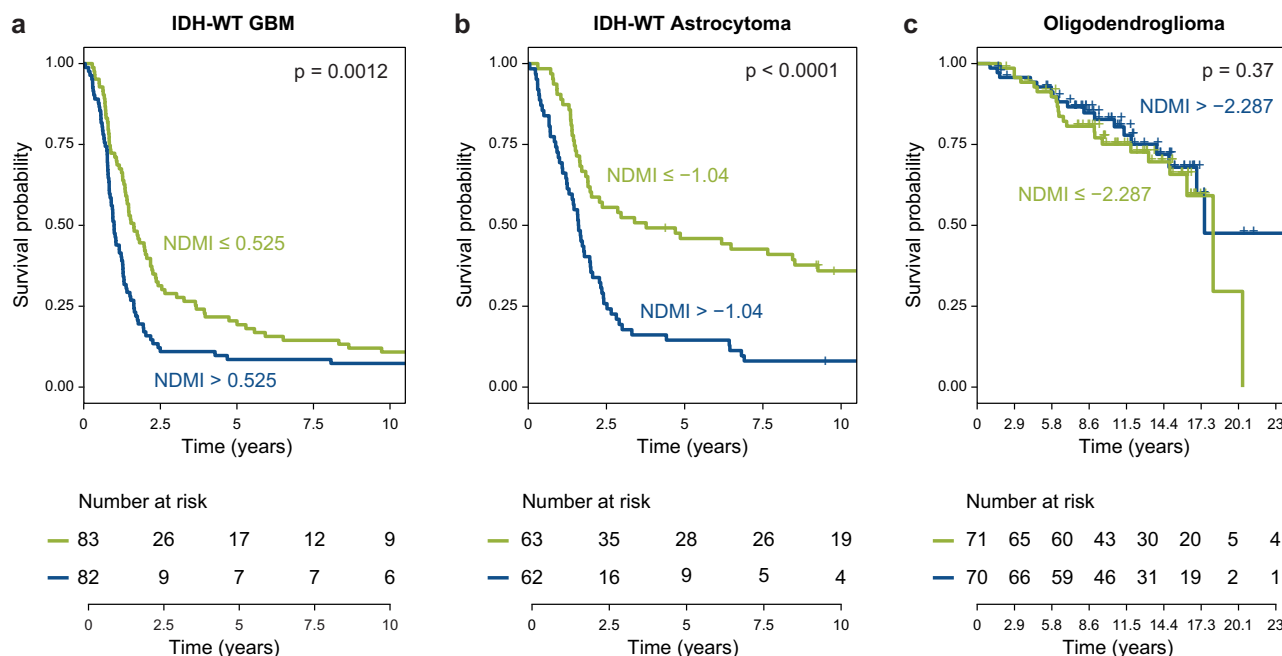 a IDH-WT GBM
p = 0.0012
1.00
0.75
0.50
0.25
0.00
Survival probability
NDMI ≤ 0.525
NDMI > 0.525
0 2.5 5 7.5 10
Time (years)
Number at risk
83 26 17 12 9
82 9 7 7 6
0 2.5 5 7.5 10
Time (years)
b IDH-WT Astrocytoma
p < 0.0001
1.00
0.75
0.50
0.25
0.00
Survival probability
NDMI ≤ −1.04
NDMI > −1.04
0 2.5 5 7.5 10
Time (years)
Number at risk
63 35 28 26 19
62 16 9 5 4
0 2.5 5 7.5 10
Time (years)
c Oligodendroglioma
p = 0.37
1.00
0.75
0.50
0.25
0.00
Survival probability
NDMI > −2.287
NDMI ≤ −2.287
0 2.9 5.8 8.6 11.5 14.4 17.3 20.1 23
Time (years)
Number at risk
71 65 60 43 30 20 5 4
70 66 59 46 31 19 2 1
0 2.9 5.8 8.6 11.5 14.4 17.3 20.1 23
Time (years)